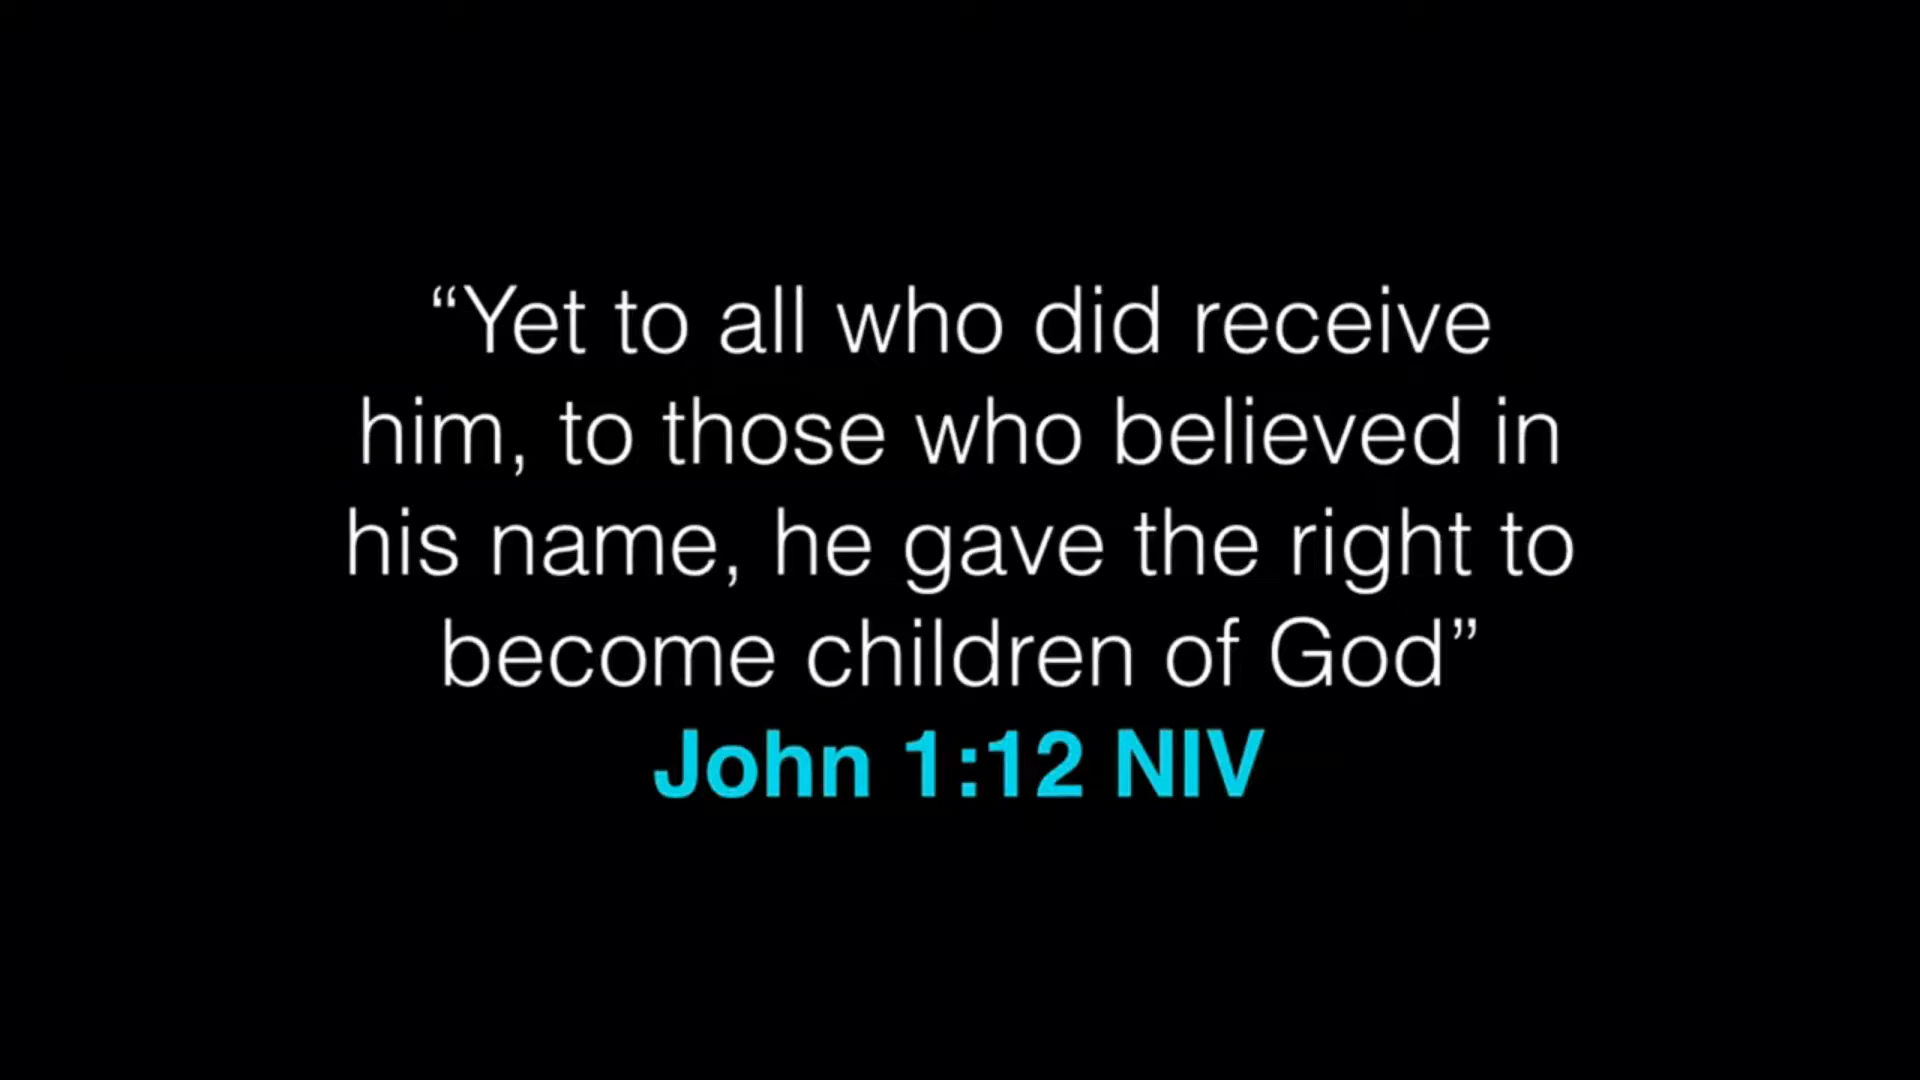 “Yet to all who did receive
him, to those who believed in
his name, he gave the right to
become children of God”
John 1:12 NIV